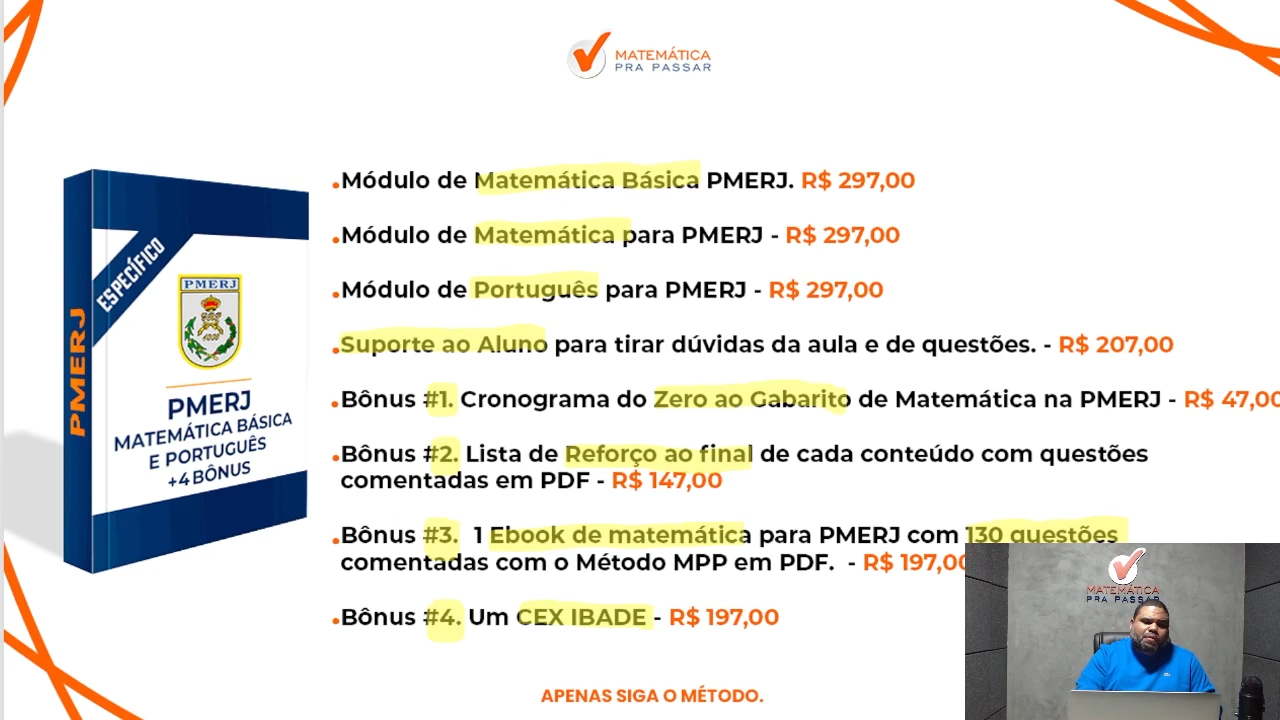 MATEMÁTICA
PRA PASSAR
.Módulo de Matemática Básica PMERJ. R$ 297,00
.Módulo de Matemática para PMERJ - R$ 297,00
.Módulo de Português para PMERJ - R$ 297,00
.Suporte ao Aluno para tirar dúvidas da aula e de questões. - R$ 207,00
.Bônus #1. Cronograma do Zero ao Gabarito de Matemática na PMERJ - R$ 47,00
.Bônus #2. Lista de Reforço ao final de cada conteúdo com questões
comentadas em PDF - R$ 147,00
.Bônus #3. 1 Ebook de matemática para PMERJ com 130 questões
comentadas com o Método MPP em PDF. - R$ 197,00
.Bônus #4. Um CEX IBADE - R$ 197,00
APENAS SIGA O MÉTODO.
PMERJ
ESPECÍFICO
PMERJ
PMERJ
MATEMÁTICA BÁSICA
E PORTUGUÊS
+4 BÔNUS
MATEMÁTICA
PRA PASSAR